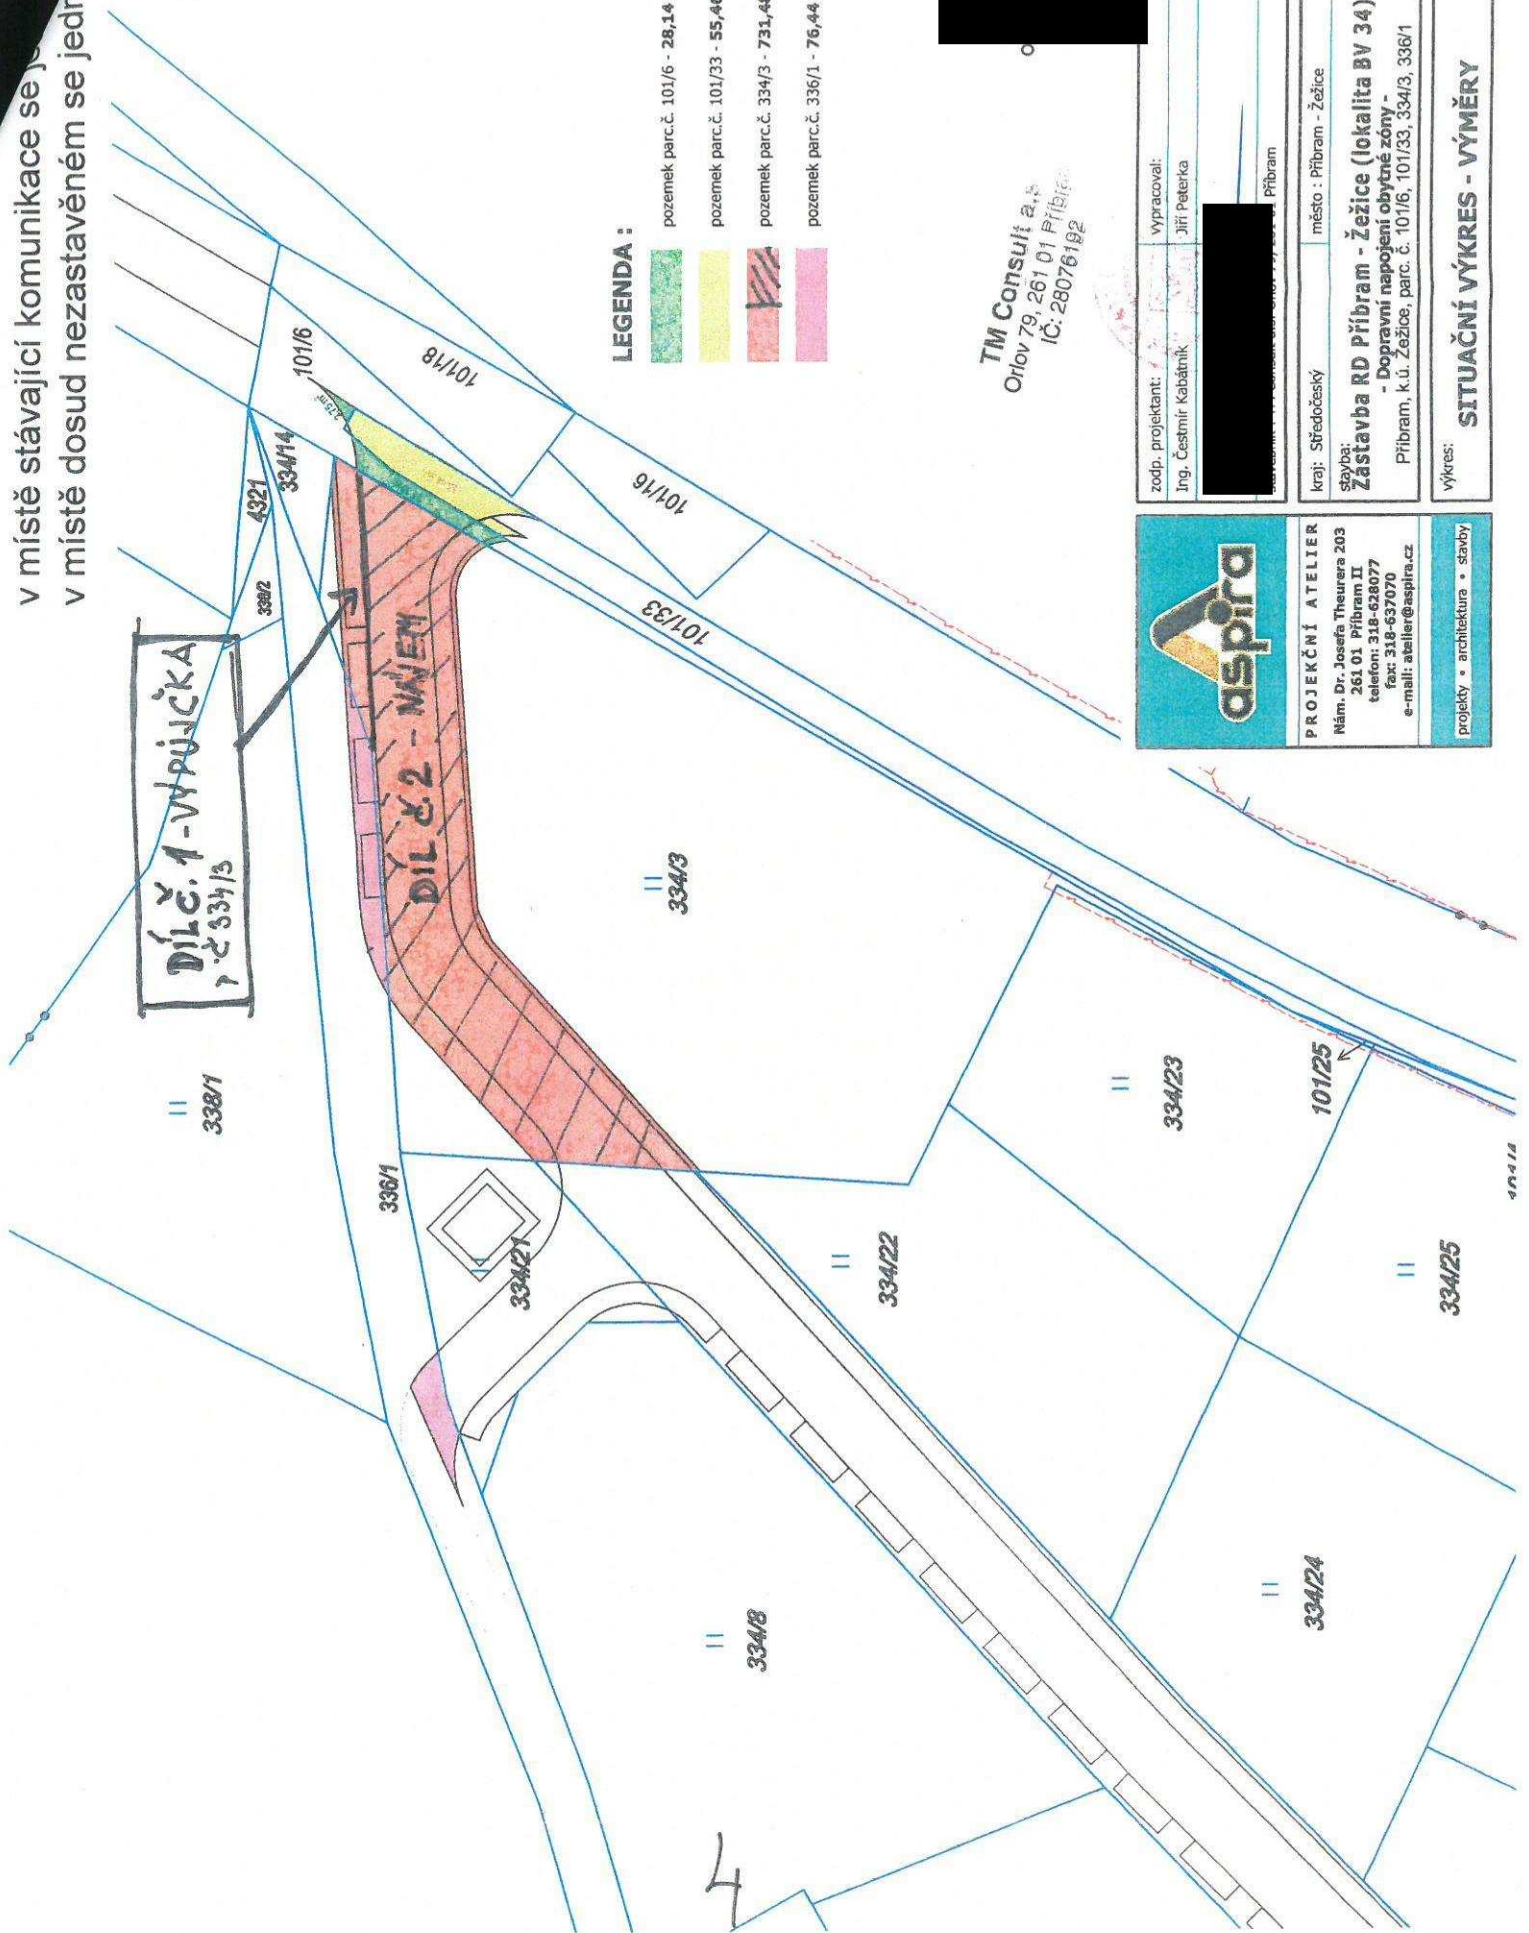 v místě stávající komunikace se
v místě dosud nezastavěném se
DÍL Č. 1 - VÝPŮJČKA
p.č 334/3
DÍL Č. 2 - NÁJEM
4
338/1
336/1
338/2
4321
334/14
101/6
101/18
101/16
101/33
334/3
334/21
334/22
334/23
101/25
334/8
334/24
334/25
LEGENDA :
pozemek parc.č. 101/6 - 28,14
pozemek parc.č. 101/33 - 55,
pozemek parc.č. 334/3 - 731,
pozemek parc.č. 336/1 - 76,44
TM Consult a.s.
Orlov 79, 261 01 Příbram
IČ: 28076192
aspira
PROJEKČNÍ ATELIER
Nám. Dr. Josefa Theurera 203
261 01 Příbram II
telefon: 318-628077
fax: 318-637070
e-mail: atelier@aspira.cz
projekty • architektura • stavby
zodp. projektant:
vypracoval:
Ing. Čestmír Kabátník
Jiří Peterka
Příbram
kraj: Středočeský
město : Příbram - Žežice
stavba:
Zástavba RD Příbram - Žežice (lokalita BV 34)
- Dopravní napojení obytné zóny -
Příbram, k.ú. Žežice, parc. č. 101/6, 101/33, 334/3, 336/1
výkres:
SITUAČNÍ VÝKRES - VÝMĚRY